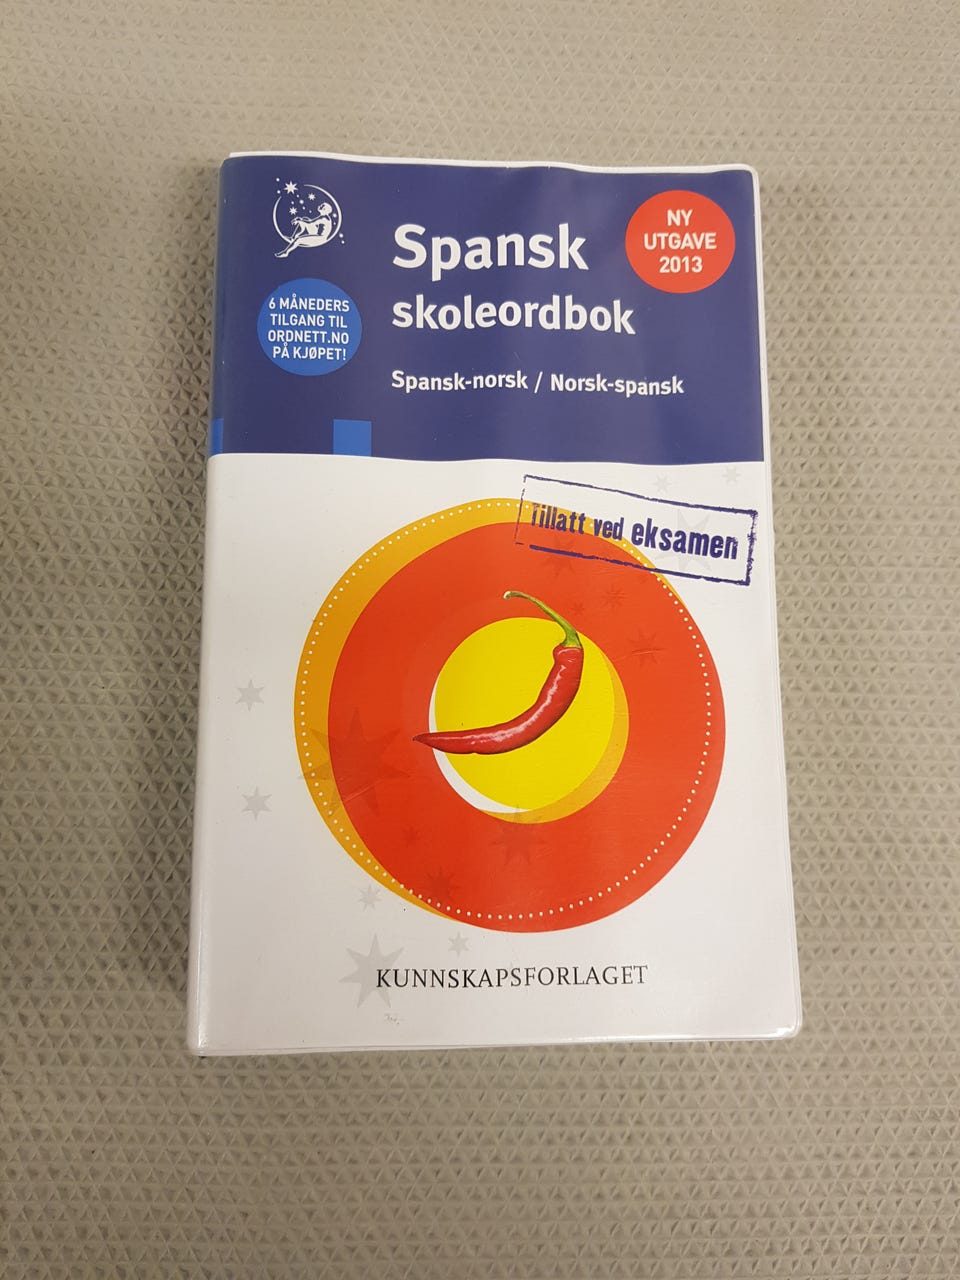 Spansk
skoleordbok
Spansk-norsk / Norsk-spansk
NY
UTGAVE
2013
6 MÅNEDERS
TILGANG TIL
ORDNETT.NO
PÅ KJØPET!
Tillatt ved eksamen
KUNNSKAPSFORLAGET